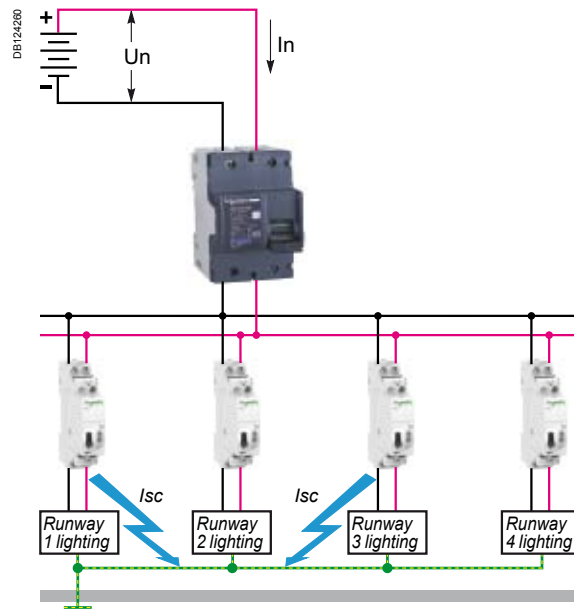 DB124260
+
Un
In
-
Isc
Isc
Runway
1 lighting
Runway
2 lighting
Runway
3 lighting
Runway
4 lighting